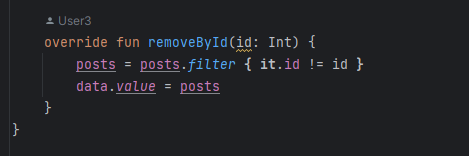 User3
override fun removeById(id: Int) {
posts = posts.filter { it.id != id }
data.value = posts
}
}